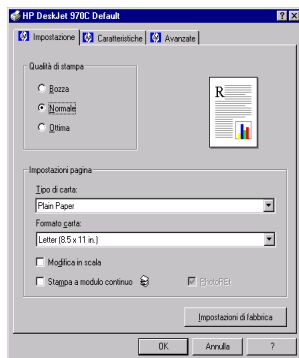 HP DeskJet 970C Default
Impostazione Caratteristiche Avanzate
Qualità di stampa
Bozza
Normale
Ottima
R
Impostazioni pagina
Tipo di carta:
Plain Paper
Formato carta:
Letter (8.5 x 11 in.)
Modifica in scala
Stampa a modulo continuo PhotoREt
Impostazioni di fabbrica
OK Annulla ?